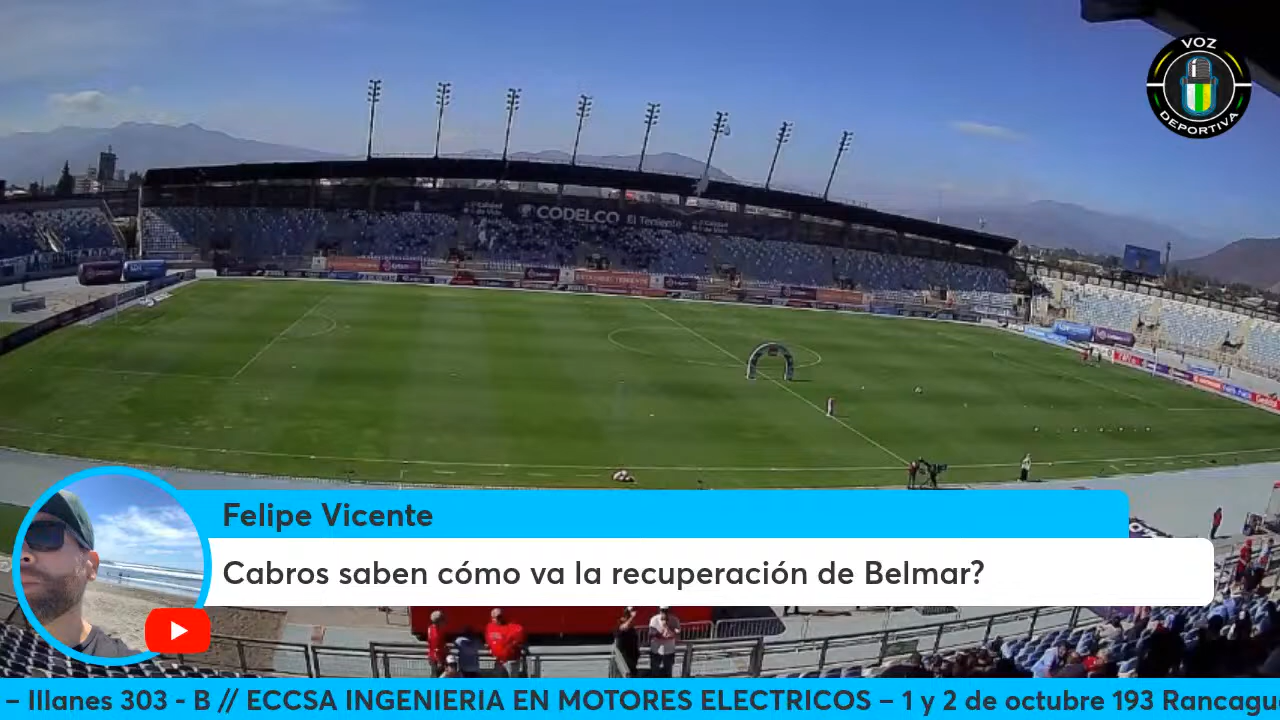 VOZ
DEPORTIVA
CODELCO
El Teniente
Felipe Vicente
Cabros saben cómo va la recuperación de Belmar?
– Illanes 303 - B // ECCSA INGENIERIA EN MOTORES ELECTRICOS – 1 y 2 de octubre 193 Rancagu